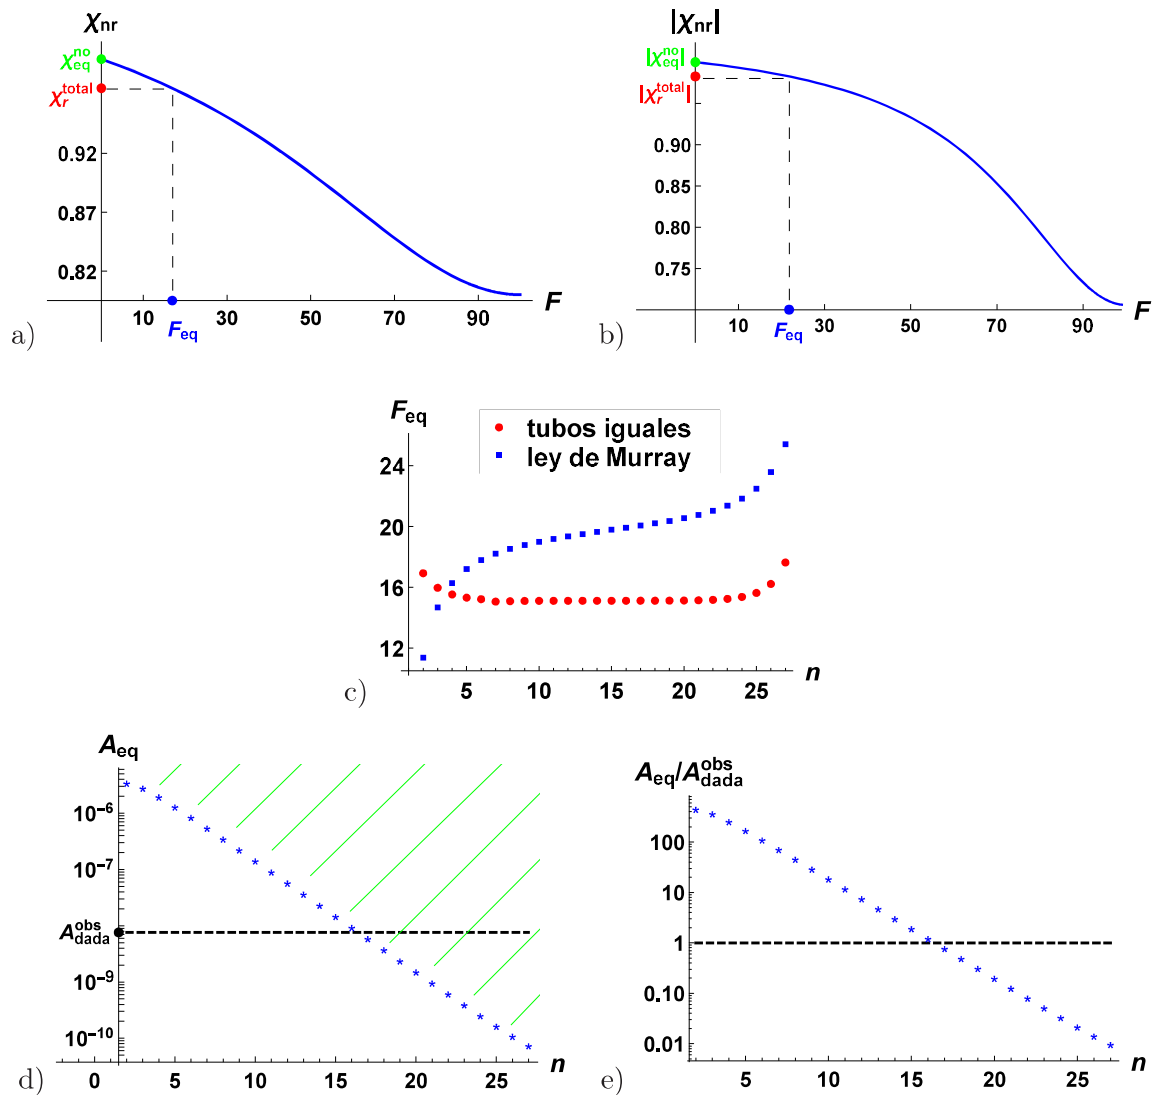 χnr
χeq^no
χr^total
0.92
0.87
0.82
10 30 50 70 90
F
Feq
a)
|χnr|
|χeq^no|
|χr^total|
0.90
0.85
0.80
0.75
10 30 50 70 90
F
Feq
b)
Feq
tubos iguales
ley de Murray
24
20
16
12
5 10 15 20 25
n
c)
Aeq
10^-6
10^-7
Adada^obs
10^-9
10^-10
0 5 10 15 20 25
n
d)
Aeq/Adada^obs
100
10
1
0.10
0.01
5 10 15 20 25
n
e)